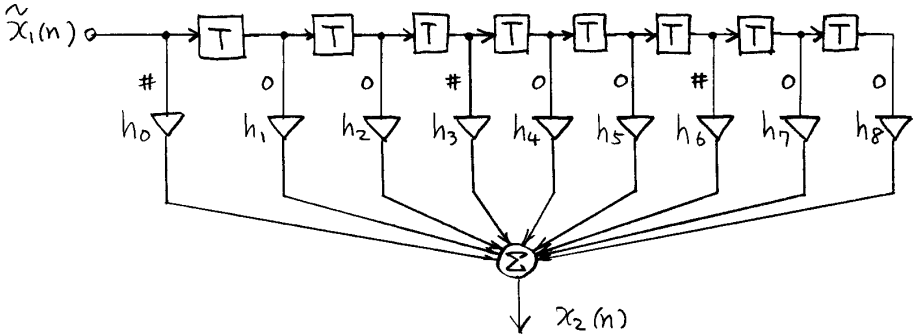 x̃₁(n) T T T T T T T T
# 0 0 # 0 0 # 0 0
h₀ h₁ h₂ h₃ h₄ h₅ h₆ h₇ h₈
Σ
x₂(n)